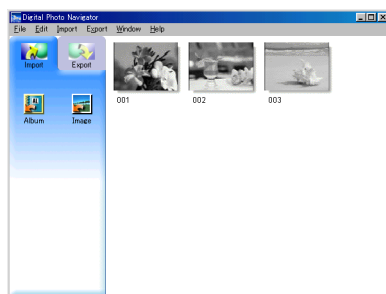 Digital Photo Navigator
File Edit Import Export Window Help
Import Export
Album Image
001 002 003